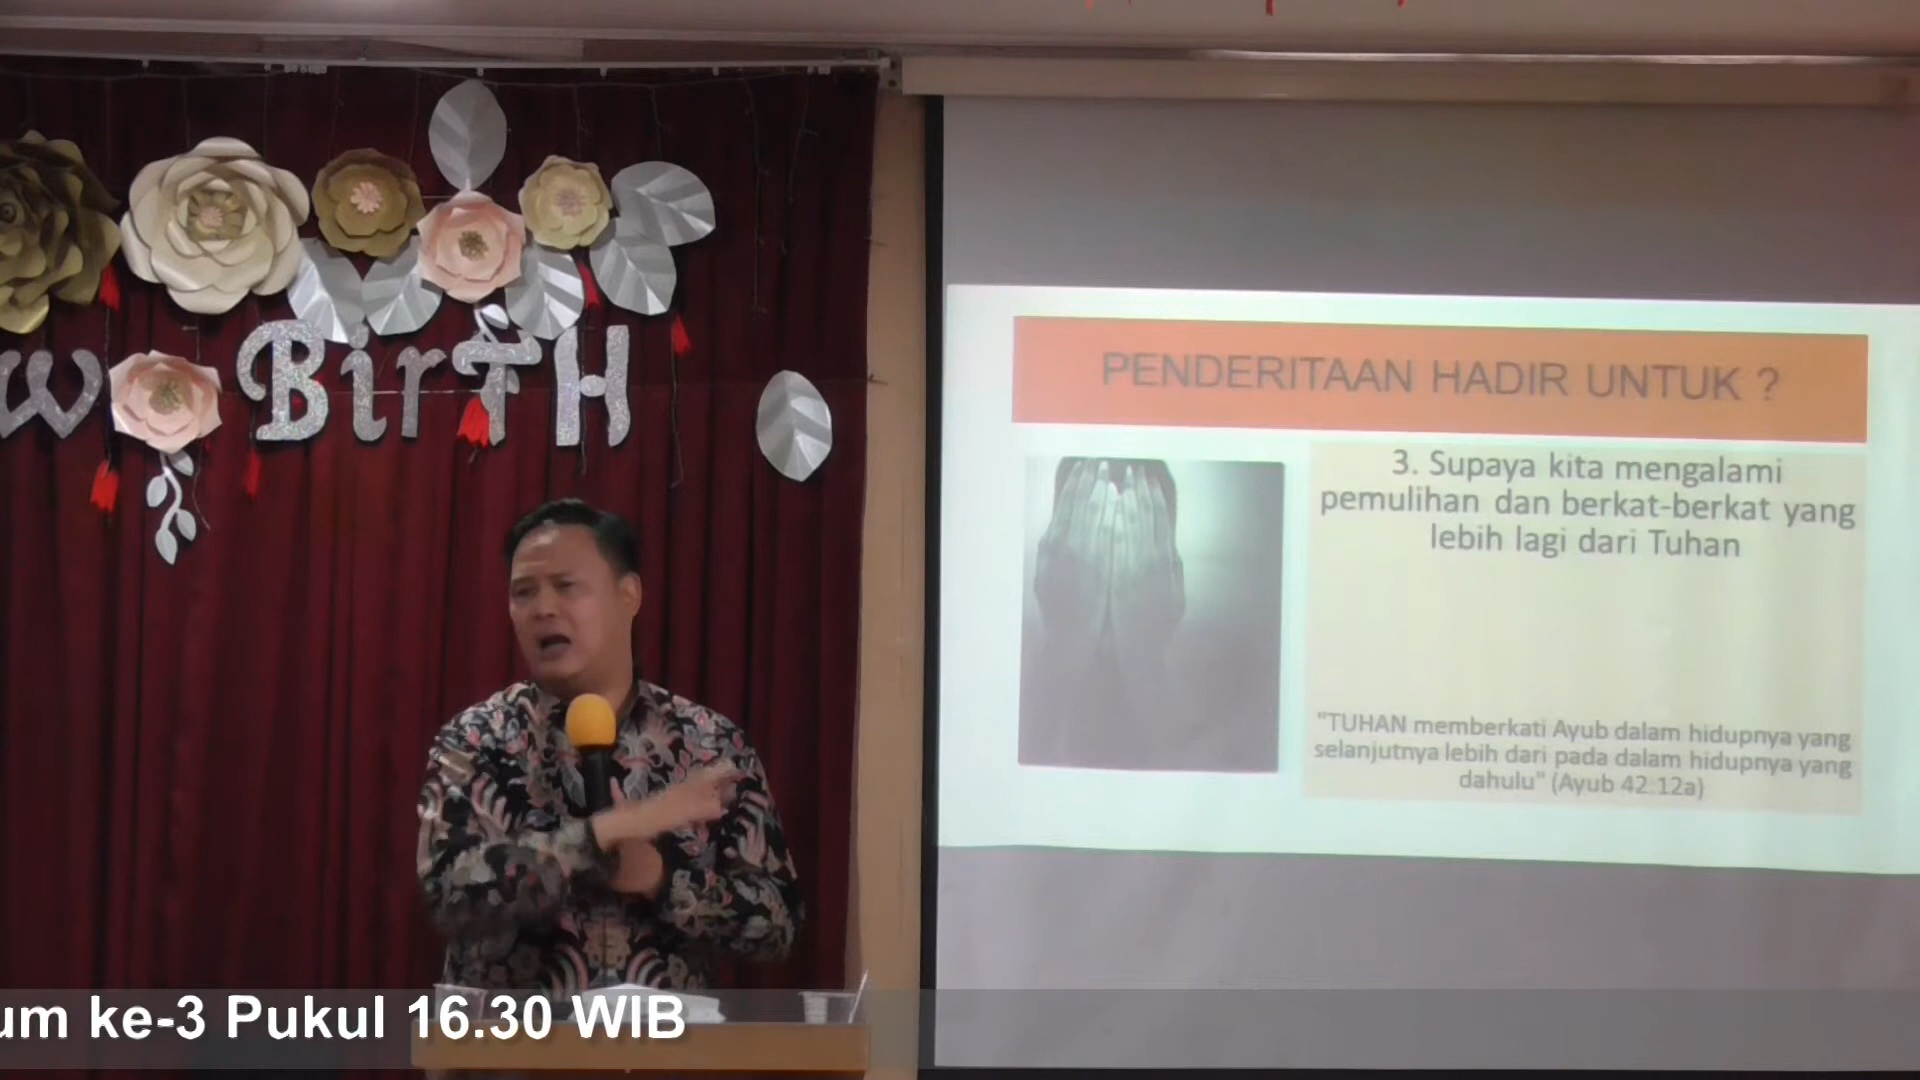 w BirTH
PENDERITAAN HADIR UNTUK ?
3. Supaya kita mengalami
pemulihan dan berkat-berkat yang
lebih lagi dari Tuhan
"TUHAN memberkati Ayub dalam hidupnya yang
selanjutnya lebih dari pada dalam hidupnya yang
dahulu" (Ayub 42:12a)
um ke-3 Pukul 16.30 WIB